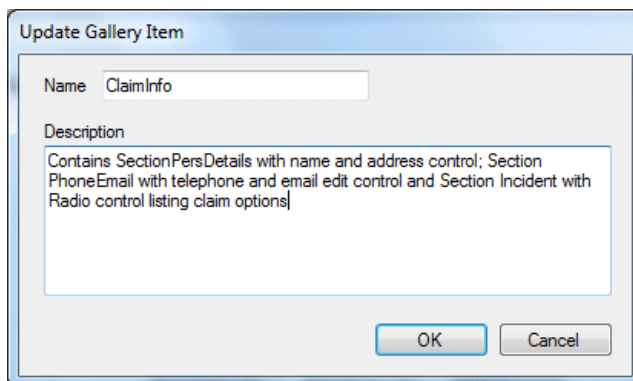 Update Gallery Item
Name ClaimInfo
Description
Contains SectionPersDetails with name and address control; Section
PhoneEmail with telephone and email edit control and Section Incident with
Radio control listing claim options
OK Cancel